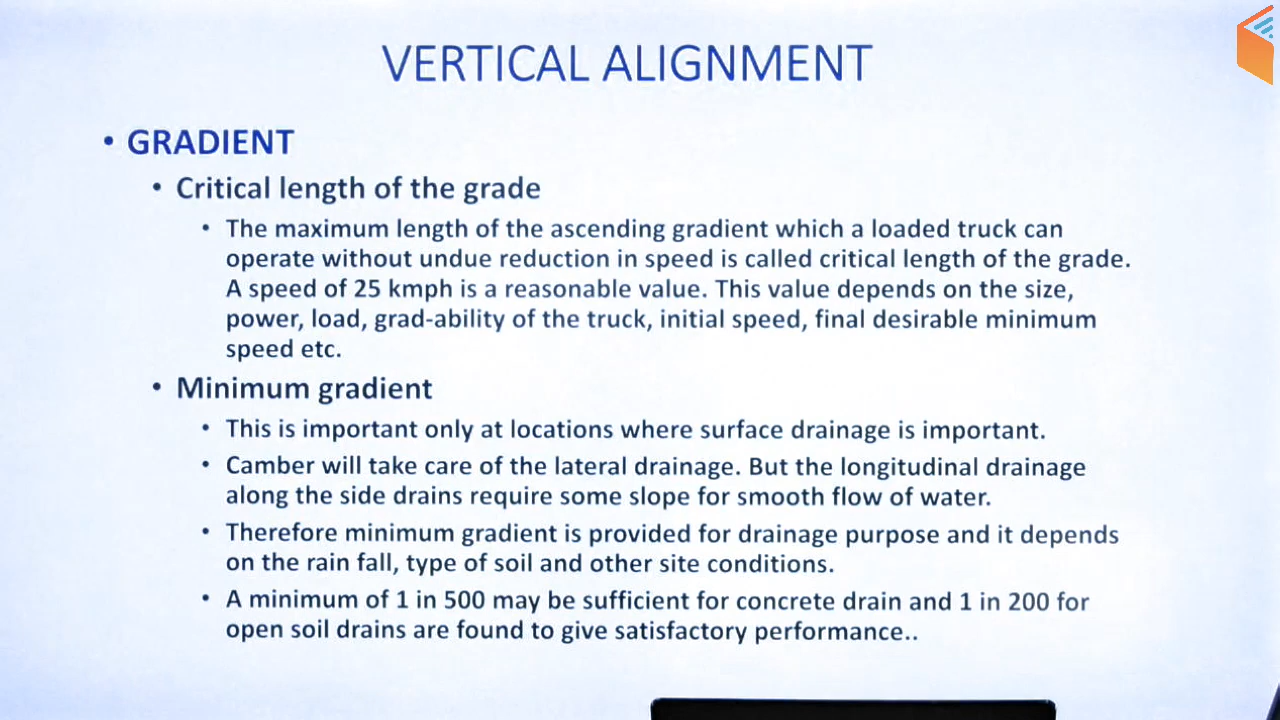 VERTICAL ALIGNMENT
• GRADIENT
• Critical length of the grade
• The maximum length of the ascending gradient which a loaded truck can
operate without undue reduction in speed is called critical length of the grade.
A speed of 25 kmph is a reasonable value. This value depends on the size,
power, load, grad-ability of the truck, initial speed, final desirable minimum
speed etc.
• Minimum gradient
• This is important only at locations where surface drainage is important.
• Camber will take care of the lateral drainage. But the longitudinal drainage
along the side drains require some slope for smooth flow of water.
• Therefore minimum gradient is provided for drainage purpose and it depends
on the rain fall, type of soil and other site conditions.
• A minimum of 1 in 500 may be sufficient for concrete drain and 1 in 200 for
open soil drains are found to give satisfactory performance..